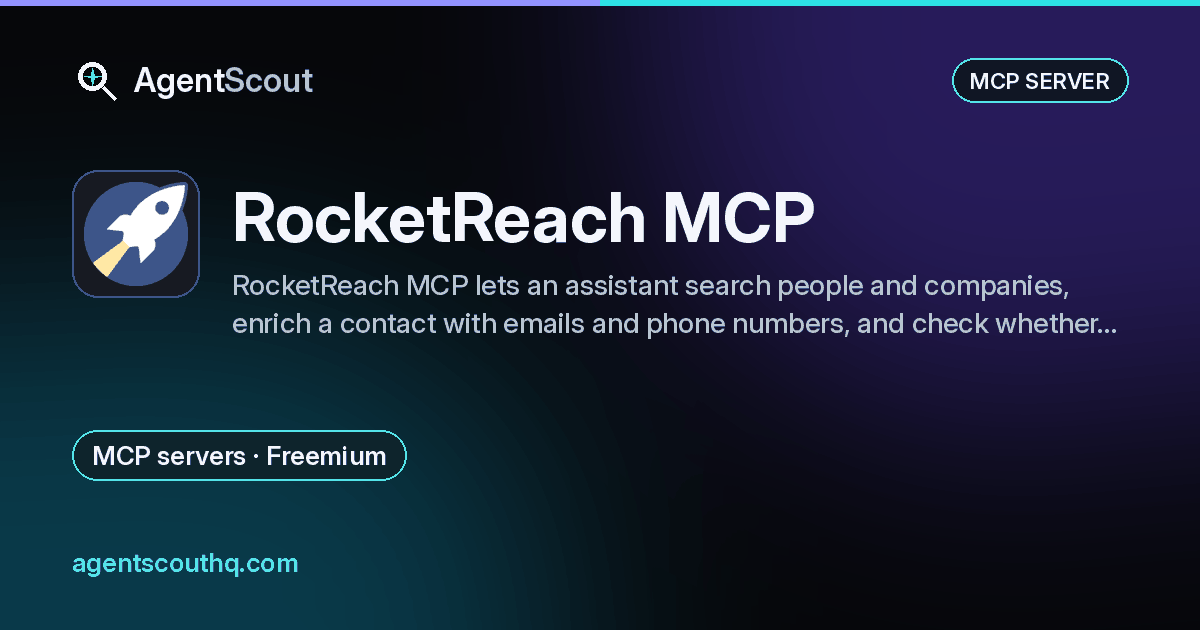 AgentScout
MCP SERVER
RocketReach MCP
RocketReach MCP lets an assistant search people and companies,
enrich a contact with emails and phone numbers, and check whether...
MCP servers · Freemium
agentscouthq.com